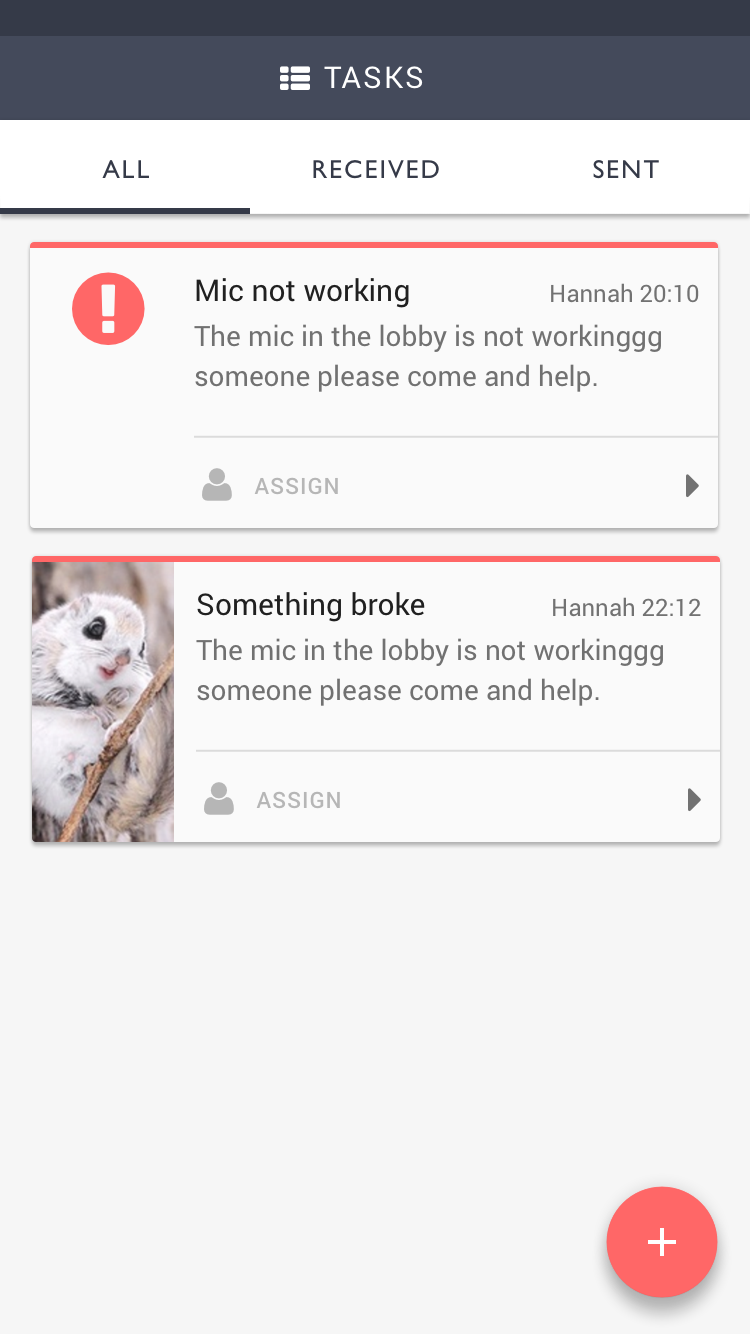 TASKS
ALL RECEIVED SENT
Mic not working Hannah 20:10
The mic in the lobby is not workinggg
someone please come and help.
ASSIGN
Something broke Hannah 22:12
The mic in the lobby is not workinggg
someone please come and help.
ASSIGN